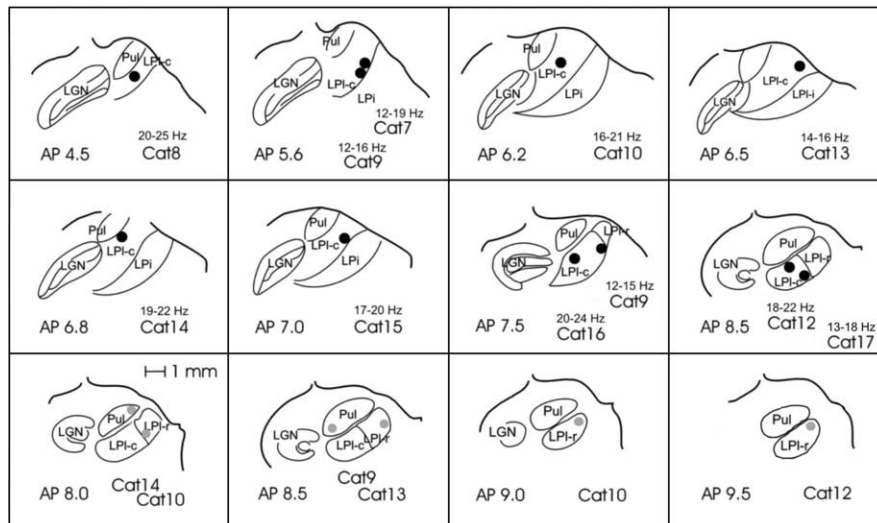 Pul
LPl-c
LGN
20-25 Hz
AP 4.5 Cat8
Pul
LGN LPl-c
LPi
12-19 Hz
Cat7
12-16 Hz
AP 5.6 Cat9
Pul
LPl-c
LGN
16-21 Hz
AP 6.2 Cat10
LPl-c
LGN LPl-i
14-16 Hz
AP 6.5 Cat13
Pul
LPl-c
LGN LPi
19-22 Hz
AP 6.8 Cat14
Pul
LPl-c
LGN LPi
17-20 Hz
AP 7.0 Cat15
Pul LPl-r
LGN
LPl-c
12-15 Hz
Cat9
20-24 Hz
AP 7.5 Cat16
Pul
LPl-r
LGN
LPl-c
18-22 Hz
AP 8.5 Cat12
13-18 Hz
Cat17
1 mm
Pul
LGN LPl-r
LPl-c
AP 8.0 Cat14
Cat10
Pul
LGN LPl-r
LPl-c
Cat9
AP 8.5 Cat13
Pul
LGN
LPl-r
AP 9.0 Cat10
Pul
LPl-r
AP 9.5 Cat12